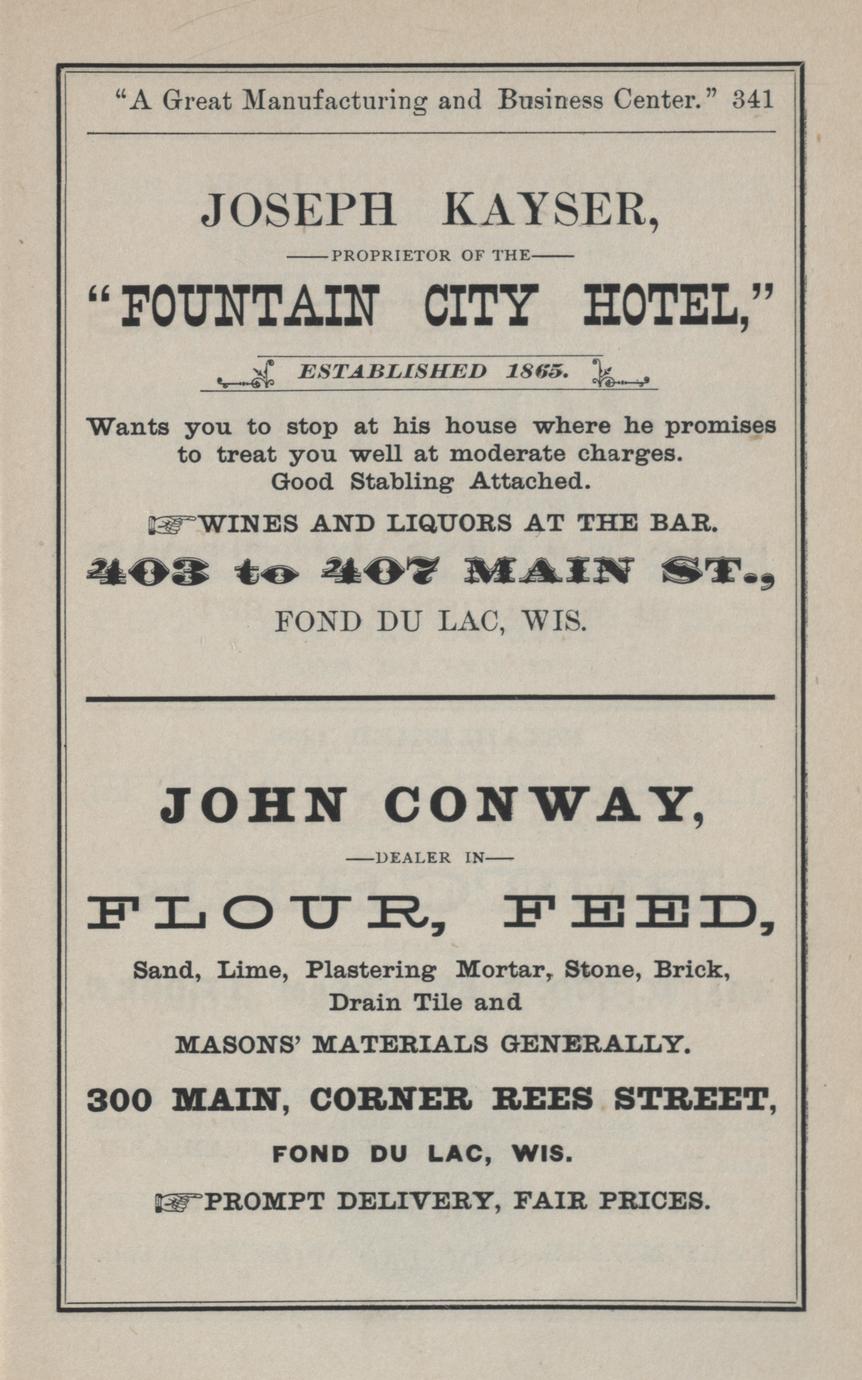 “A Great Manufacturing and Business Center.” 341
JOSEPH KAYSER,
PROPRIETOR OF THE
“FOUNTAIN CITY HOTEL,”
ESTABLISHED 1865.
Wants you to stop at his house where he promises
to treat you well at moderate charges.
Good Stabling Attached.
☞WINES AND LIQUORS AT THE BAR.
403 to 407 MAIN ST.,
FOND DU LAC, WIS.
JOHN CONWAY,
—DEALER IN—
FLOUR, FEED,
Sand, Lime, Plastering Mortar, Stone, Brick,
Drain Tile and
MASONS’ MATERIALS GENERALLY.
300 MAIN, CORNER REES STREET,
FOND DU LAC, WIS.
☞PROMPT DELIVERY, FAIR PRICES.